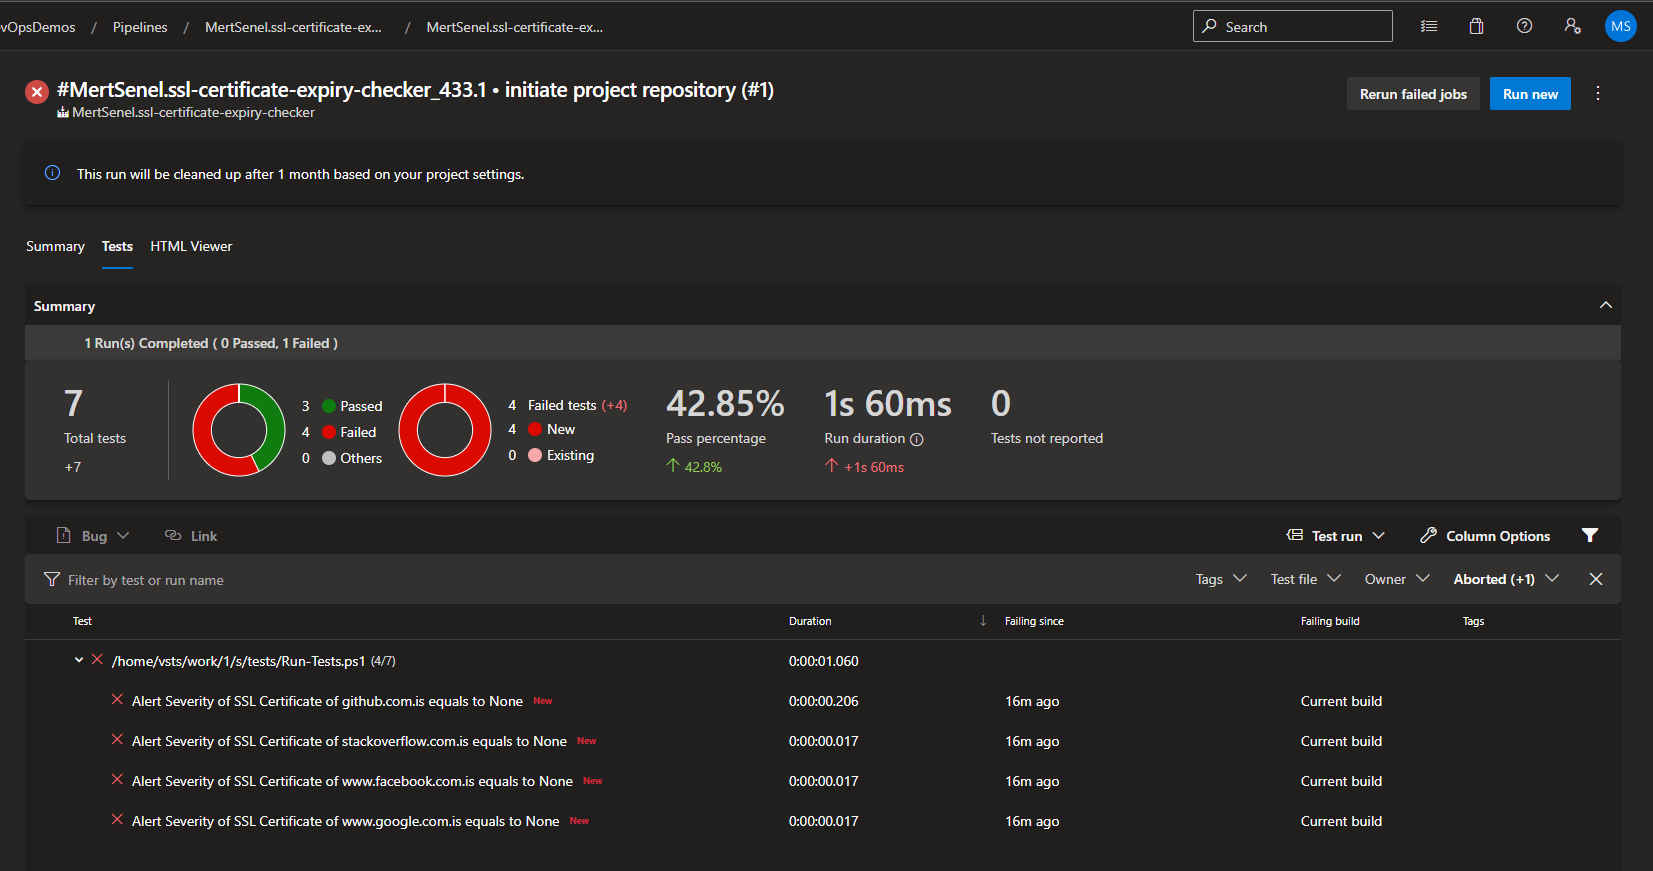 vOpsDemos / Pipelines / MertSenel.ssl-certificate-ex... / MertSenel.ssl-certificate-ex...
Search
MS
#MertSenel.ssl-certificate-expiry-checker_433.1 • initiate project repository (#1)
MertSenel.ssl-certificate-expiry-checker
Rerun failed jobs
Run new
This run will be cleaned up after 1 month based on your project settings.
Summary Tests HTML Viewer
Summary
1 Run(s) Completed ( 0 Passed, 1 Failed )
7
Total tests
+7
3 Passed
4 Failed
0 Others
4 Failed tests (+4)
4 New
0 Existing
42.85%
Pass percentage
42.8%
1s 60ms
Run duration
+1s 60ms
0
Tests not reported
Bug Link Test run Column Options
Filter by test or run name Tags Test file Owner Aborted (+1)
Test Duration Failing since Failing build Tags
/home/vsts/work/1/s/tests/Run-Tests.ps1 (4/7) 0:00:01.060
Alert Severity of SSL Certificate of github.com.is equals to None New 0:00:00.206 16m ago Current build
Alert Severity of SSL Certificate of stackoverflow.com.is equals to None New 0:00:00.017 16m ago Current build
Alert Severity of SSL Certificate of www.facebook.com.is equals to None New 0:00:00.017 16m ago Current build
Alert Severity of SSL Certificate of www.google.com.is equals to None New 0:00:00.017 16m ago Current build